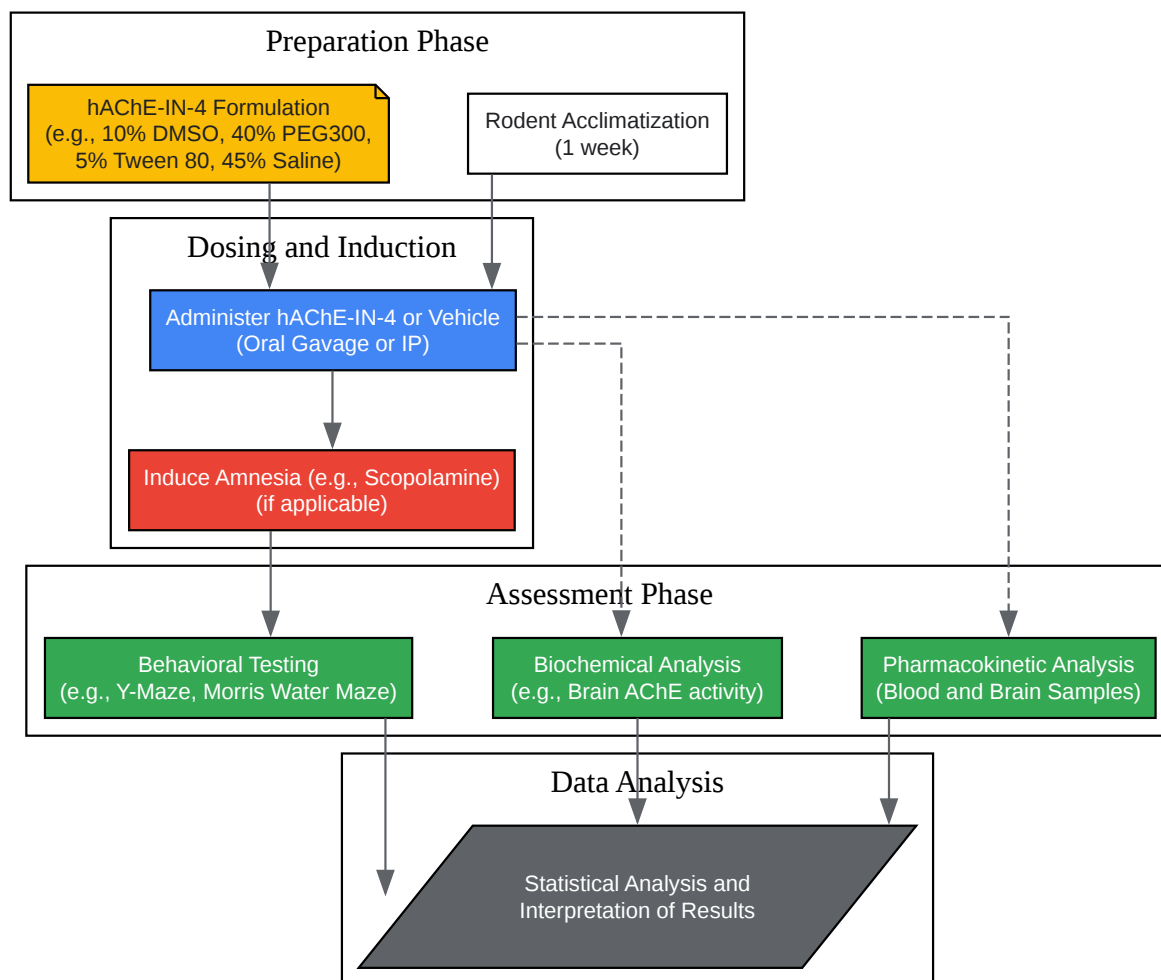 Preparation Phase
hAChE-IN-4 Formulation
(e.g., 10% DMSO, 40% PEG300,
5% Tween 80, 45% Saline)
Rodent Acclimatization
(1 week)
Dosing and Induction
Administer hAChE-IN-4 or Vehicle
(Oral Gavage or IP)
Induce Amnesia (e.g., Scopolamine)
(if applicable)
Assessment Phase
Behavioral Testing
(e.g., Y-Maze, Morris Water Maze)
Biochemical Analysis
(e.g., Brain AChE activity)
Pharmacokinetic Analysis
(Blood and Brain Samples)
Data Analysis
Statistical Analysis and
Interpretation of Results